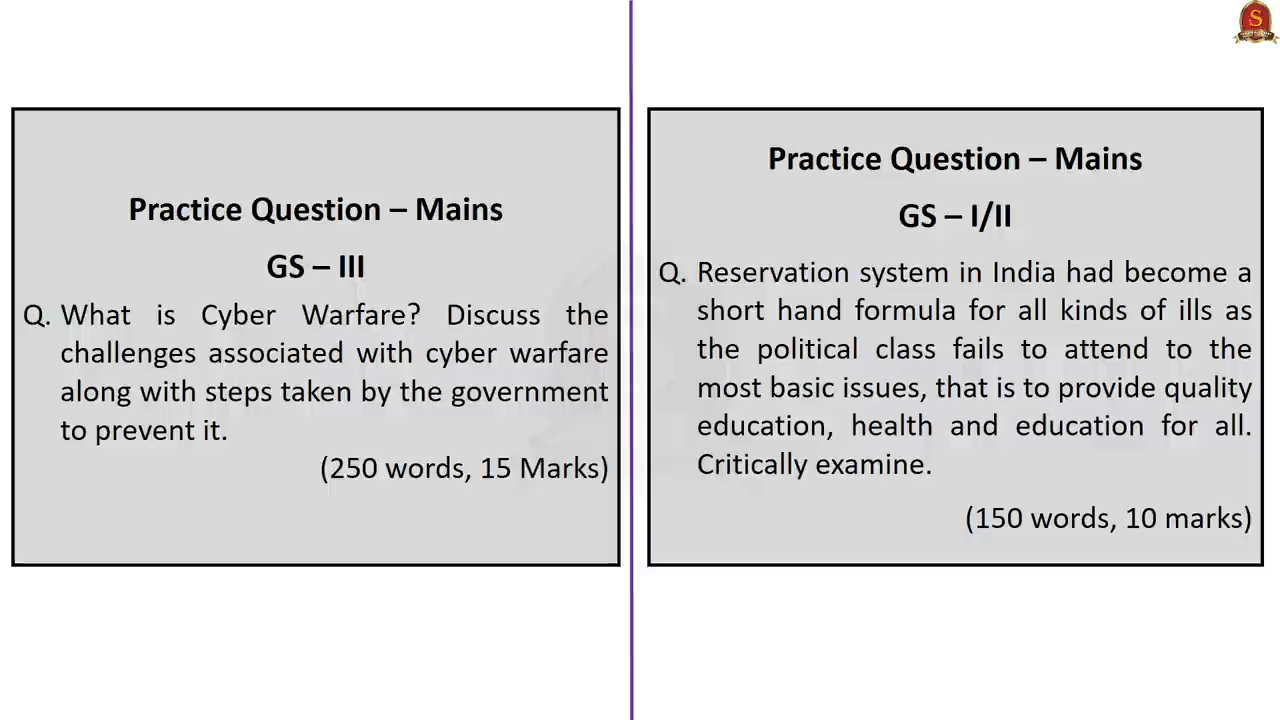 Practice Question – Mains
GS – III
Q. What is Cyber Warfare? Discuss the
challenges associated with cyber warfare
along with steps taken by the government
to prevent it.
(250 words, 15 Marks)
Practice Question – Mains
GS – I/II
Q. Reservation system in India had become a
short hand formula for all kinds of ills as
the political class fails to attend to the
most basic issues, that is to provide quality
education, health and education for all.
Critically examine.
(150 words, 10 marks)
S